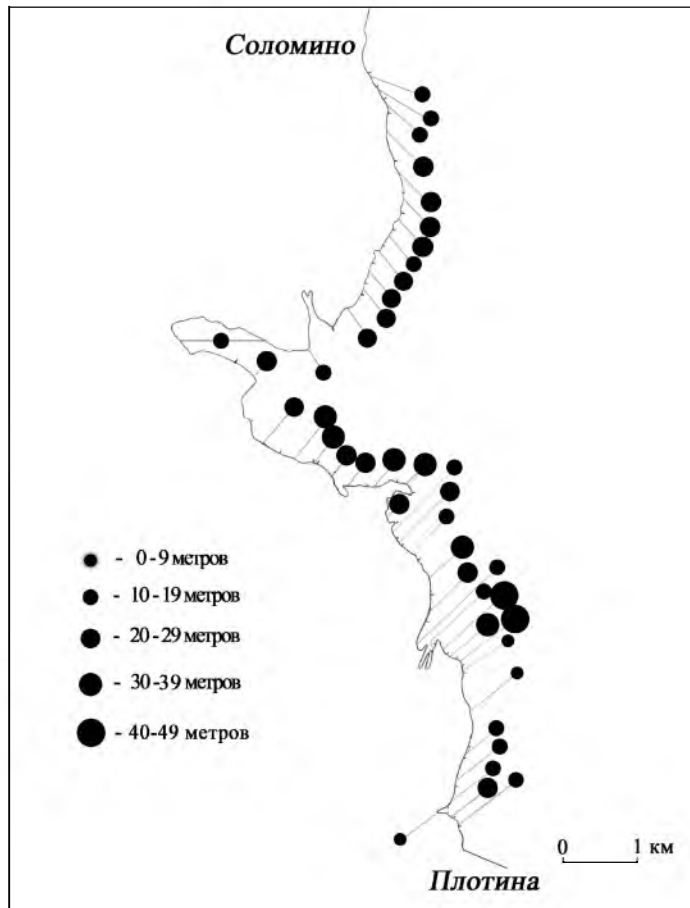 Соломино
- 0-9 метров
- 10-19 метров
- 20-29 метров
- 30-39 метров
- 40-49 метров
0 1 км
Плотина